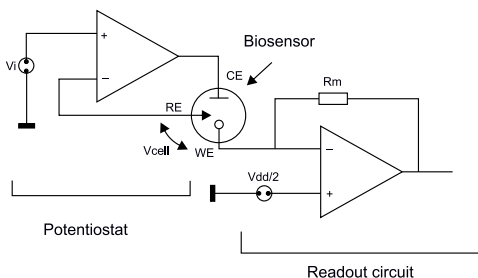 Biosensor
+
Vi
−
CE
RE
Rm
Vcell
WE
−
Vdd/2
+
Potentiostat
Readout circuit